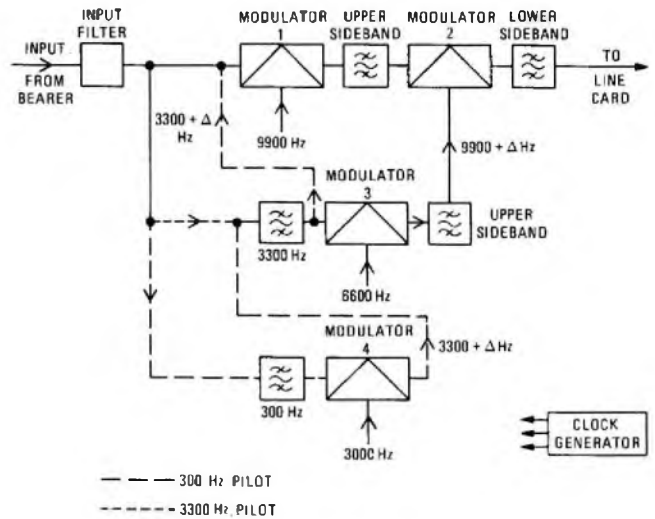 INPUT
FILTER
MODULATOR
1
UPPER
SIDEBAND
MODULATOR
2
LOWER
SIDEBAND
INPUT
FROM
BEARER
TO
LINE
CARD
3300 + Δ
Hz
9900 Hz
9900 + ΔHz
MODULATOR
3
UPPER
SIDEBAND
3300 Hz
6600 Hz
MODULATOR
4
3300 + ΔHz
300 Hz
3000 Hz
CLOCK
GENERATOR
300 Hz PILOT
3300 Hz PILOT